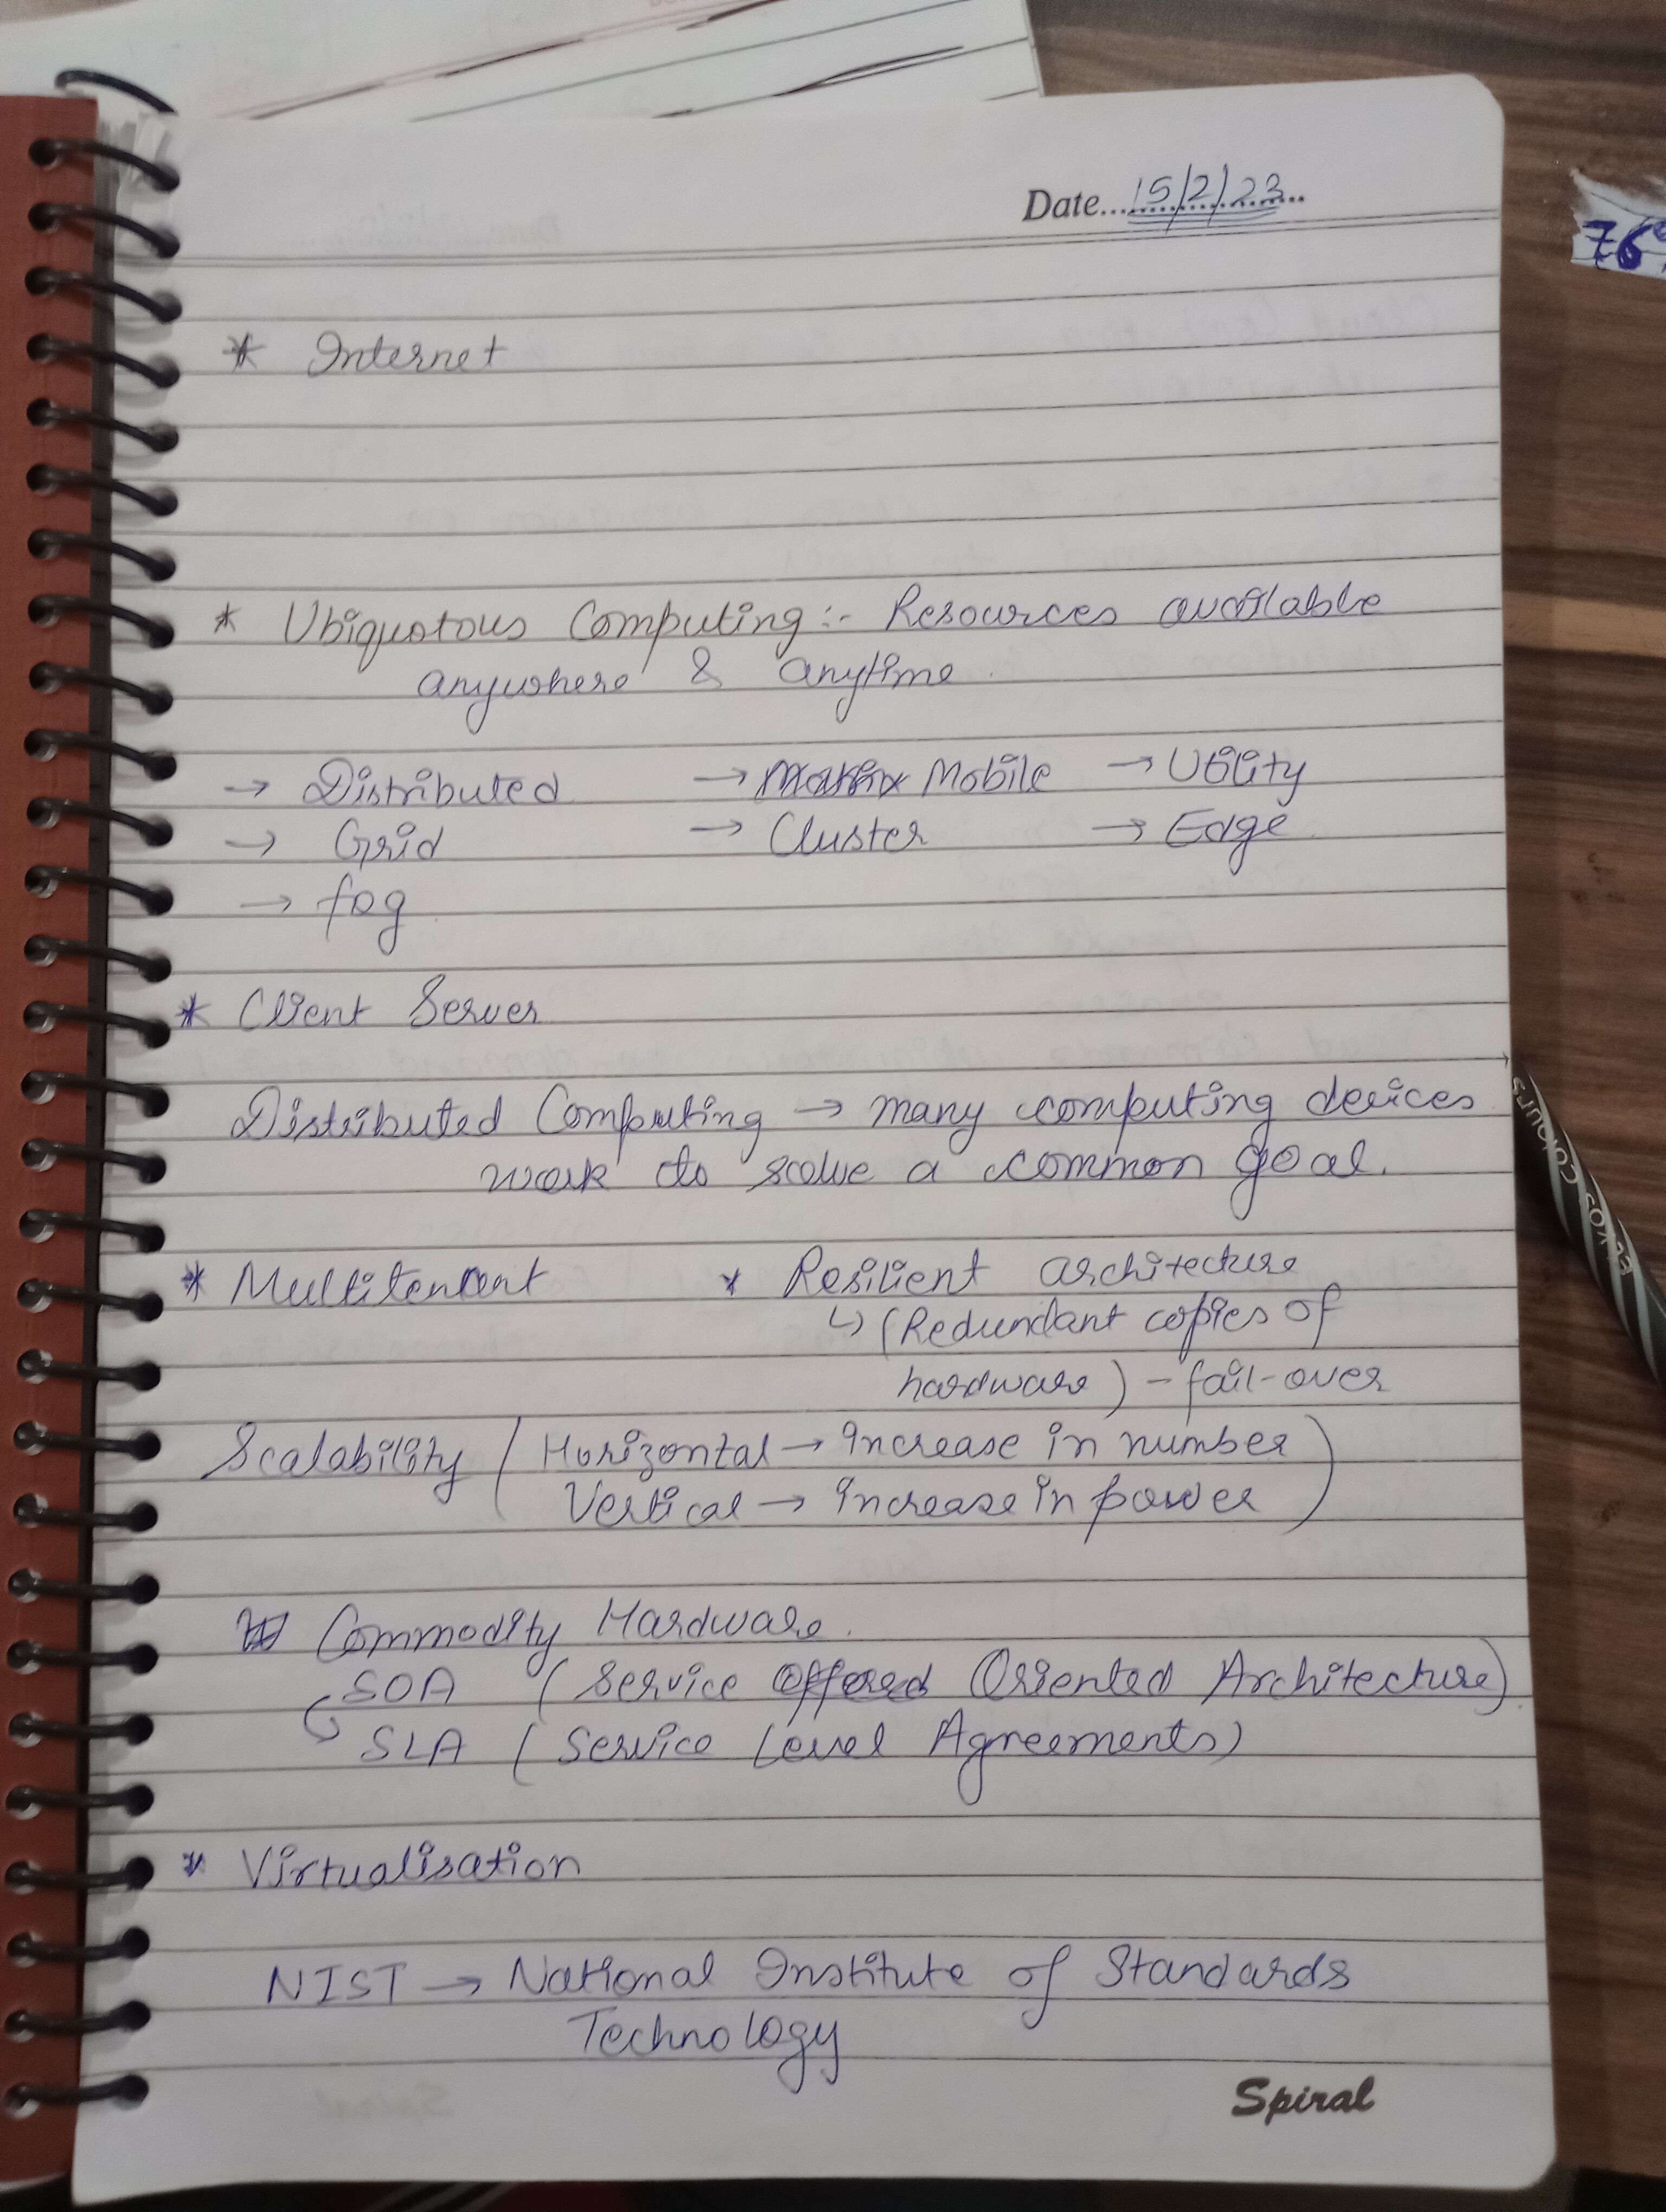 Date....15/2/23...
* Internet
* Ubiquotous Computing :- Resources available
anywhere & anytime
→ Distributed → Mobile → Utility
→ Grid → Cluster → Edge
→ fog
* Client Server
Distributed Computing → many computing devices
work to solve a common goal.
* Multitenant * Resilient architecture
↳ (Redundant copies of
hardware) - fail-over
Scalability ( Horizontal → Increase in number
Vertical → increase in power )
Commodity Hardware.
SOA (Service Offered Oriented Architecture)
SLA (Service Level Agreements)
* Virtualisation
NIST → National Institute of Standards
Technology
Spiral
76
COLOURS